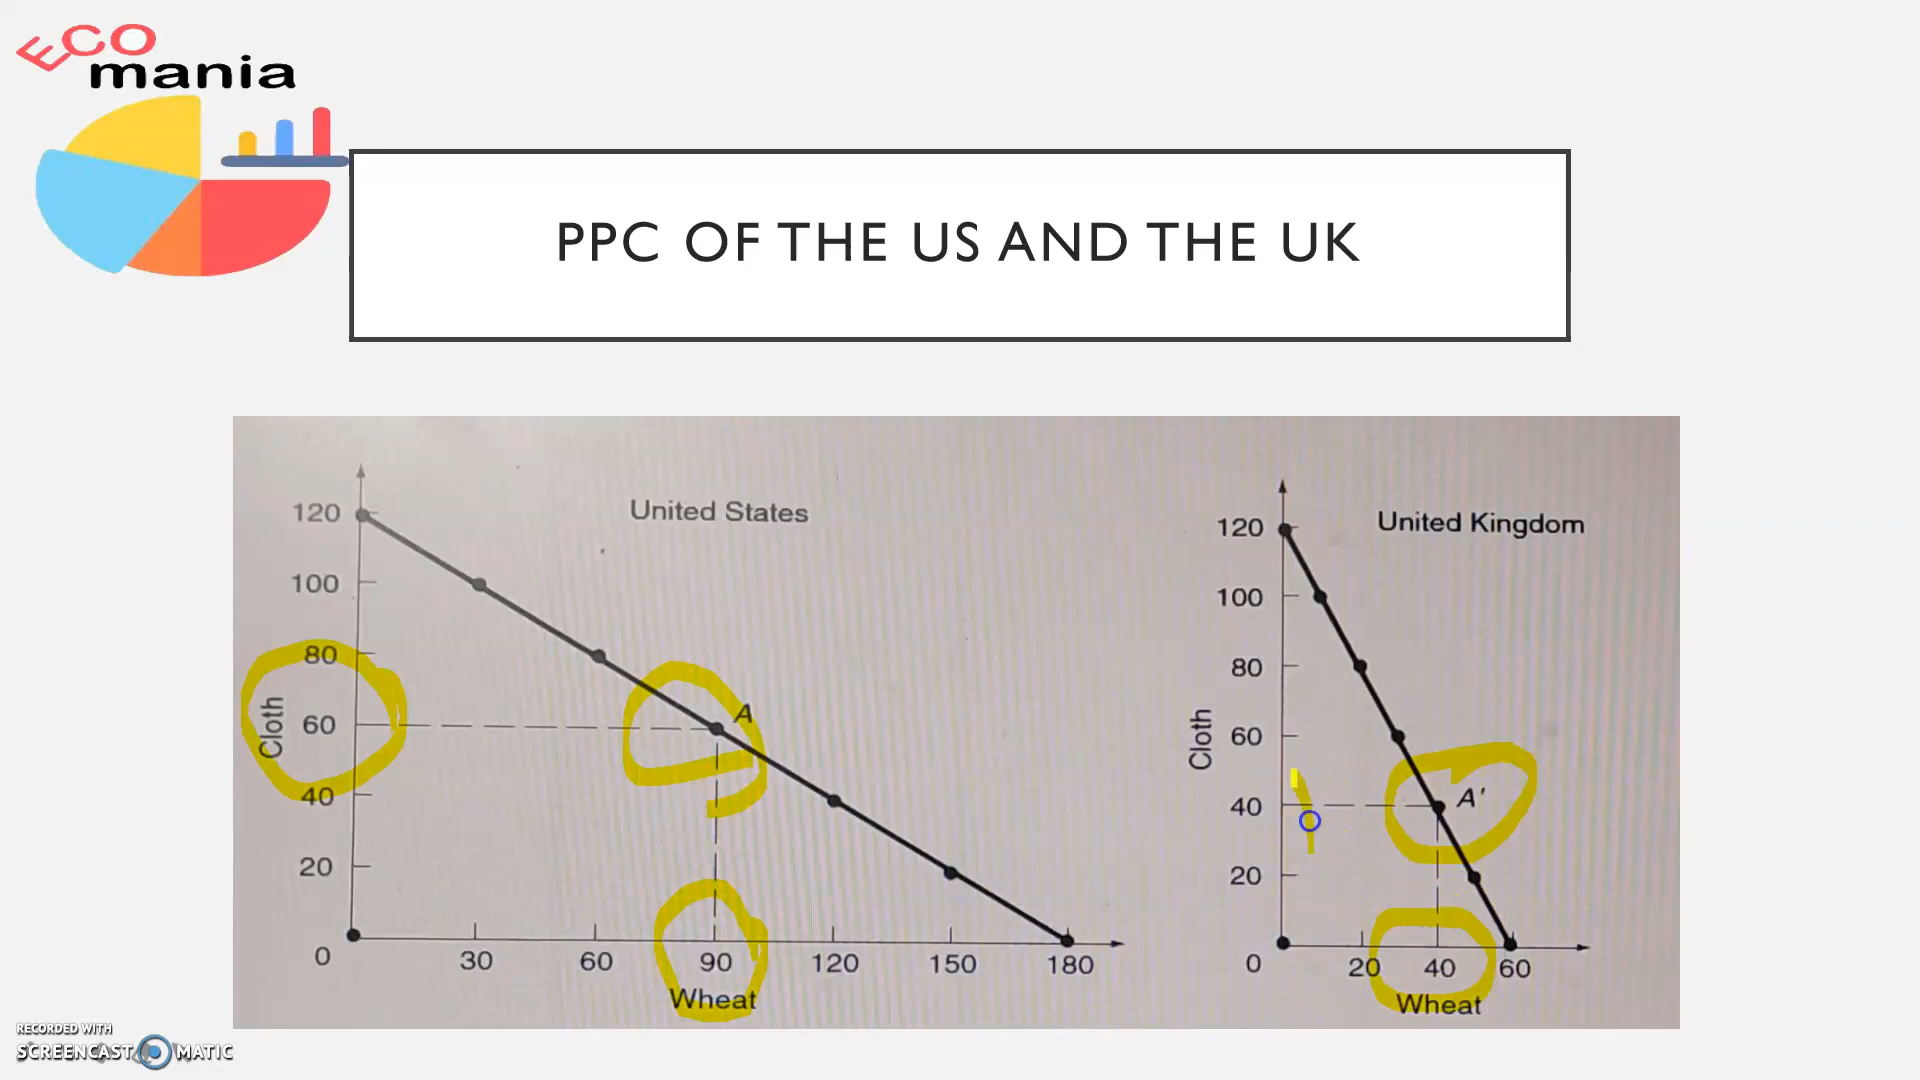 ECO
mania
PPC OF THE US AND THE UK
United States
120
100
80
60
40
20
0
Cloth
A
30 60 90 120 150 180
Wheat
United Kingdom
120
100
80
60
40
20
0
Cloth
A'
20 40 60
Wheat
RECORDED WITH
SCREENCAST MATIC